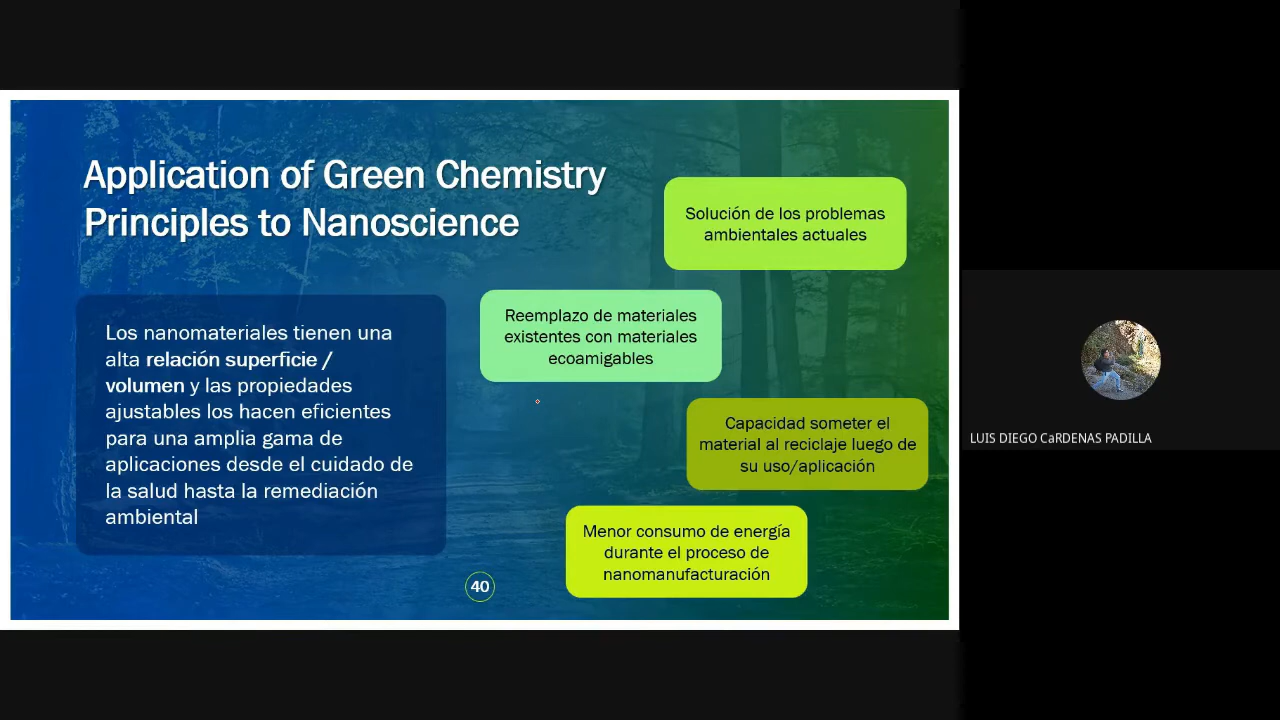 Application of Green Chemistry
Principles to Nanoscience
Los nanomateriales tienen una
alta relación superficie /
volumen y las propiedades
ajustables los hacen eficientes
para una amplia gama de
aplicaciones desde el cuidado de
la salud hasta la remediación
ambiental
Solución de los problemas
ambientales actuales
Reemplazo de materiales
existentes con materiales
ecoamigables
Capacidad someter el
material al reciclaje luego de
su uso/aplicación
Menor consumo de energía
durante el proceso de
nanomanufacturación
40
LUIS DIEGO CaRDENAS PADILLA